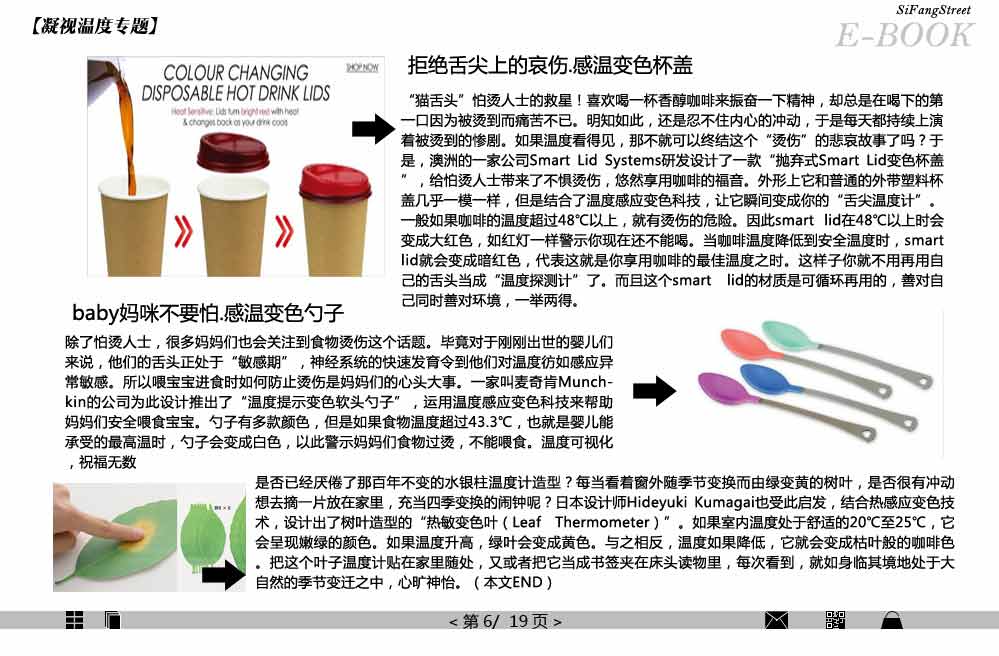 【凝视温度专题】
SiFangStreet
E-BOOK
COLOUR CHANGING
DISPOSABLE HOT DRINK LIDS
SHOP NOW
Heat Sensitive: Lids turn bright red with heat
& changes back as your drink cools
拒绝舌尖上的哀伤.感温变色杯盖
“猫舌头”怕烫人士的救星！喜欢喝一杯香醇咖啡来振奋一下精神，却总是在喝下的第
一口因为被烫到而痛苦不已。明知如此，还是忍不住内心的冲动，于是每天都持续上演
着被烫到的惨剧。如果温度看得见，那不就可以终结这个“烫伤”的悲哀故事了吗？于
是，澳洲的一家公司Smart Lid Systems研发设计了一款“抛弃式Smart Lid变色杯盖
”，给怕烫人士带来了不惧烫伤，悠然享用咖啡的福音。外形上它和普通的外带塑料杯
盖几乎一模一样，但是结合了温度感应变色科技，让它瞬间变成你的“舌尖温度计”。
一般如果咖啡的温度超过48℃以上，就有烫伤的危险。因此smart lid在48℃以上时会
变成大红色，如红灯一样警示你现在还不能喝。当咖啡温度降低到安全温度时，smart
lid就会变成暗红色，代表这就是你享用咖啡的最佳温度之时。这样子你就不用再用自
己的舌头当成“温度探测计”了。而且这个smart lid的材质是可循环再用的，善对自
己同时善对环境，一举两得。
baby妈咪不要怕.感温变色勺子
除了怕烫人士，很多妈妈们也会关注到食物烫伤这个话题。毕竟对于刚刚出世的婴儿们
来说，他们的舌头正处于“敏感期”，神经系统的快速发育令到他们对温度彷如感应异
常敏感。所以喂宝宝进食时如何防止烫伤是妈妈们的心头大事。一家叫麦奇肯Munch-
kin的公司为此设计推出了“温度提示变色软头勺子”，运用温度感应变色科技来帮助
妈妈们安全喂食宝宝。勺子有多款颜色，但是如果食物温度超过43.3℃，也就是婴儿能
承受的最高温时，勺子会变成白色，以此警示妈妈们食物过烫，不能喂食。温度可视化
，祝福无数
是否已经厌倦了那百年不变的水银柱温度计造型？每当看着窗外随季节变换而由绿变黄的树叶，是否很有冲动
想去摘一片放在家里，充当四季变换的闹钟呢？日本设计师Hideyuki Kumagai也受此启发，结合热感应变色技
术，设计出了树叶造型的“热敏变色叶（Leaf Thermometer）”。如果室内温度处于舒适的20℃至25℃，它
会呈现嫩绿的颜色。如果温度升高，绿叶会变成黄色。与之相反，温度如果降低，它就会变成枯叶般的咖啡色
。把这个叶子温度计贴在家里随处，又或者把它当成书签夹在床头读物里，每次看到，就如身临其境地处于大
自然的季节变迁之中，心旷神怡。（本文END）
< 第 6/ 19 页 >